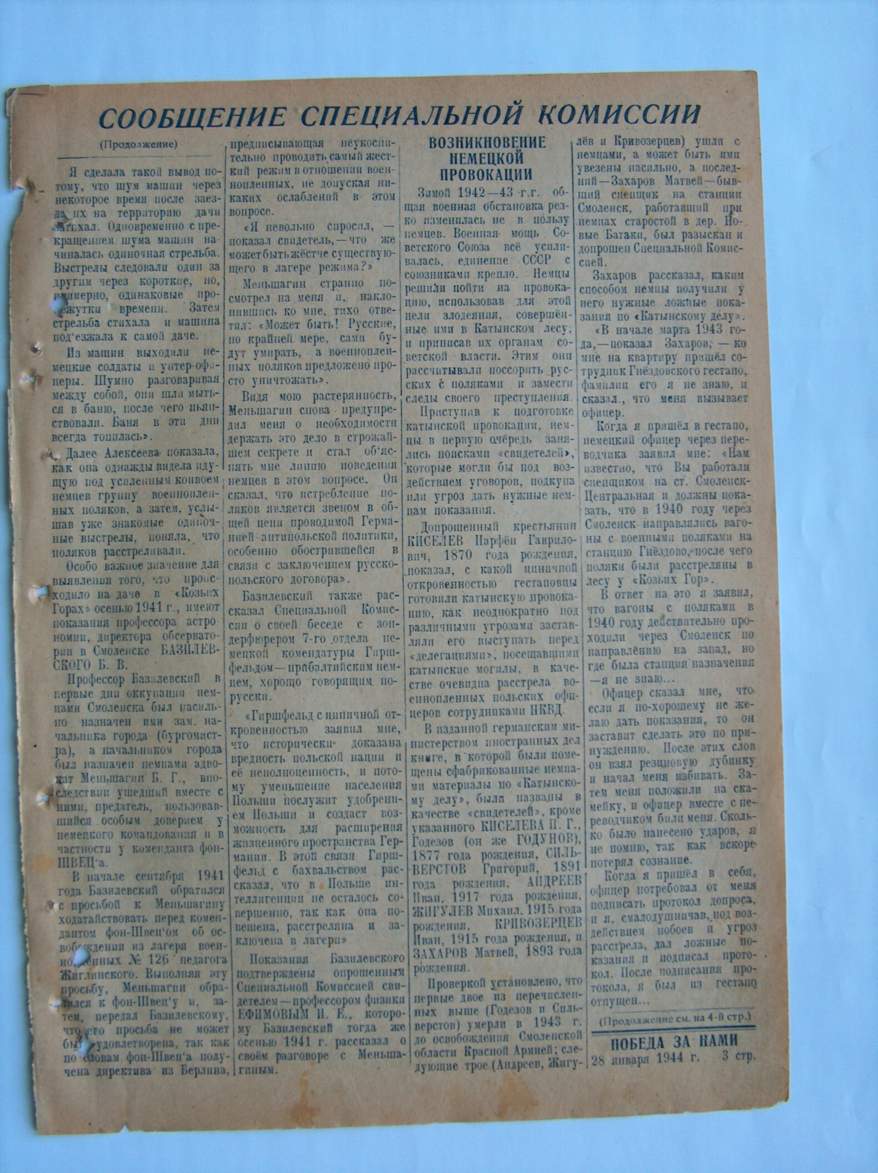 СООБЩЕНИЕ СПЕЦИАЛЬНОЙ КОМИССИИ
(Продолжение)
Я сделала такой вывод по-
тому, что шум машин через
некоторое время после заез-
да их на территорию дачи
стихал. Одновременно с пре-
кращением шума машин на-
чиналась одиночная стрельба.
Выстрелы следовали один за
другим через короткие, но,
примерно, одинаковые про-
межутки времени. Затем
стрельба стихала и машина
под'езжала к самой даче.
Из машин выходили не-
мецкие солдаты и унтер-офи-
церы. Шумно разговаривая
между собой, они шли мыть-
ся в баню, после чего пьян-
ствовали. Баня в эти дни
всегда топилась».
Далее Алексеева показала,
как она однажды видела иду-
щую под усиленным конвоем
немцев группу военноплен-
ных поляков, а затем, услы-
шав уже знакомые одиноч-
ные выстрелы, поняла, что
поляков расстреливали.
Особо важное значение для
выявления того, что проис-
ходило на даче в «Козьих
Горах» осенью 1941 г., имеют
показания профессора астро
номии, директора обсервато-
рии в Смоленске БАЗИЛЕВ-
СКОГО Б. В.
Профессор Базилевский в
первые дни оккупации нем-
цами Смоленска был насиль-
но назначен ими зам. на-
чальника города (бургомист-
ра), а начальником города
был назначен немцами адво-
кат Меньшагин Б. Г., впо-
следствии ушедший вместе с
ними, предатель, пользовав-
шийся особым доверием у
немецкого командования и в
частности у коменданта фон-
ШВЕЦ'а.
В начале сентября 1941
года Базилевский обратился
с просьбой к Меньшагину
ходатайствовать перед комен-
дантом фон-Швеп'ом об ос-
вобождении из лагеря воен-
нопленных № 126 педагога
Жиглинского. Выполняя эту
просьбу, Меньшагин обра-
тился к фон-Швеп'у и, за-
тем, передал Базилевскому,
что его просьба не может
быть удовлетворена, так как
по словам фон-Швеп'а полу-
чена директива из Берлина,
предписывающая неукосни-
тельно проводить самый жест-
кий режим в отношении воен-
нопленных, не допуская ни-
каких ослаблений в этом
вопросе.
«Я невольно спросил, —
показал свидетель,—что же
может быть жёстче существую-
щего в лагере режима?»
Меньшагин странно по-
смотрел на меня и, накло-
нившись ко мне, тихо отве-
тил: «Может быть! Русские,
по крайней мере, сами бу-
дут умирать, а военноплен-
ных поляков предложено про-
сто уничтожать».
Видя мою растерянность,
Меньшагин снова предупре-
дил меня о необходимости
держать это дело в строжай-
шем секрете и стал об'яс-
нять мне линию поведения
немцев в этом вопросе. Он
сказал, что истребление по-
ляков является звеном в об-
щей цепи проводимой Герма-
нией антипольской политики,
особенно обострившейся в
связи с заключением русско-
польского договора».
Базилевский также рас-
сказал Специальной Комис-
сии о своей беседе с зон-
дерфюрером 7-го отдела не-
мецкой комендатуры Гирш-
фельдом—прибалтийским нем-
цем, хорошо говорящим по-
русски.
«Гиршфельд с циничной от-
кровенностью заявил мне,
что исторически доказана
вредность польской нации и
её неполноценность, и пото-
му уменьшение населения
Польши послужит удобрени-
ем Польши и создаст воз-
можность для расширения
жизненного пространства Гер-
мании. В этой связи Гирш-
фельд с бахвальством рас-
сказал, что в Польше ин-
теллигенции не осталось со-
вершенно, так как она по-
вешена, расстреляна и за-
ключена в лагери»
Показания Базилевского
подтверждены опрошенным
Специальной Комиссией сви-
детелем—профессором физики
ЕФИМОВЫМ И. Е., которо-
му Базилевский тогда же
осенью 1941 г. рассказал о
своём разговоре с Меньша-
гиным.
ВОЗНИКНОВЕНИЕ
НЕМЕЦКОЙ
ПРОВОКАЦИИ
Зимой 1942—43 г.г. об-
щая военная обстановка рез-
ко изменилась не в пользу
немцев. Военная мощь Со-
ветского Союза всё усили-
валась, единение СССР с
союзниками крепло. Немцы
решили пойти на провока-
цию, использовав для этой
цели злодеяния, совершён-
ные ими в Катынском лесу,
и приписав их органам со-
ветской власти. Этим они
рассчитывали поссорить рус-
ских с поляками и замести
следы своего преступления.
Приступив к подготовке
катынской провокации, нем-
цы в первую очередь заня-
лись поисками «свидетелей»,
которые могли бы под воз-
действием уговоров, подкупа
или угроз дать нужные нем-
цам показания.
Допрошенный крестьянин
КИСЕЛЕВ Парфён Гаврило-
вич, 1870 года рождения,
показал, с какой циничной
откровенностью гестаповцы
готовили катынскую провока-
цию, как неоднократно под
различными угрозами застав-
ляли его выступать перед
«делегациями», посещавшими
катынские могилы, в каче-
стве очевидца расстрела во-
еннопленных польских офи-
церов сотрудниками НКВД.
В изданной германским ми-
нистерством иностранных дел
книге, в которой были поме-
щены сфабрикованные немца-
ми материалы по «Катынско-
му делу», были названы в
качестве «свидетелей», кроме
указанного КИСЕЛЕВА П. Г.,
Годезов (он же ГОДУНОВ),
1877 года рождения, СИЛЬ-
ВЕРСТОВ Григорий, 1891
года рождения, АНДРЕЕВ
Иван, 1917 года рождения,
ЖИГУЛЕВ Михаил, 1915 года
рождения, КРИВОЗЕРЦЕВ
Иван, 1915 года рождения, и
ЗАХАРОВ Матвей, 1893 года
рождения.
Проверкой установлено, что
первые двое из перечислен-
ных выше (Годезов и Силь-
верстов) умерли в 1943 г.
до освобождения Смоленской
области Красной Армией; сле-
дующие трое (Андреев, Жигу-
лёв и Кривозерцев) ушли с
немцами, а может быть ими
увезены насильно, а послед-
ний—Захаров Матвей—быв-
ший сцепщик на станции
Смоленск, работавший при
немцах старостой в дер. Но-
вые Батеки, был разыскан и
допрошен Специальной Комис-
сией.
Захаров рассказал, каким
способом немцы получили у
него нужные ложные пока-
зания по «Катынскому делу».
«В начале марта 1943 го-
да,—показал Захаров,— ко
мне на квартиру пришёл со-
трудник Гнёздовского гестапо,
фамилии его я не знаю, и
сказал, что меня вызывает
офицер.
Когда я пришёл в гестапо,
немецкий офицер через пере-
водчика заявил мне: «Нам
известно, что Вы работали
сцепщиком на ст. Смоленск-
Центральная и должны пока-
зать, что в 1940 году через
Смоленск направлялись ваго-
ны с военными поляками на
станцию Гнёздово, после чего
поляки были расстреляны в
лесу у «Козьих Гор».
В ответ на это я заявил,
что вагоны с поляками в
1940 году действительно про-
ходили через Смоленск по
направлению на запад, но
где была станция назначения
—я не знаю...
Офицер сказал мне, что
если я по-хорошему не же-
лаю дать показания, то он
заставит сделать это по при-
нуждению. После этих слов
он взял резиновую дубинку
и начал меня избивать. За-
тем меня положили на ска-
мейку, и офицер вместе с пе-
реводчиком били меня. Сколь-
ко было нанесено ударов, я
не помню, так как вскоре
потерял сознание.
Когда я пришёл в себя,
офицер потребовал от меня
подписать протокол допроса,
и я, смалодушничав, под воз-
действием побоев и угроз
расстрела, дал ложные по-
казания и подписал прото-
кол. После подписания про-
токола, я был из гестапо
отпущен...
(Продолжение см. на 4-й стр.)
ПОБЕДА ЗА НАМИ
28 января 1944 г. 3 стр.